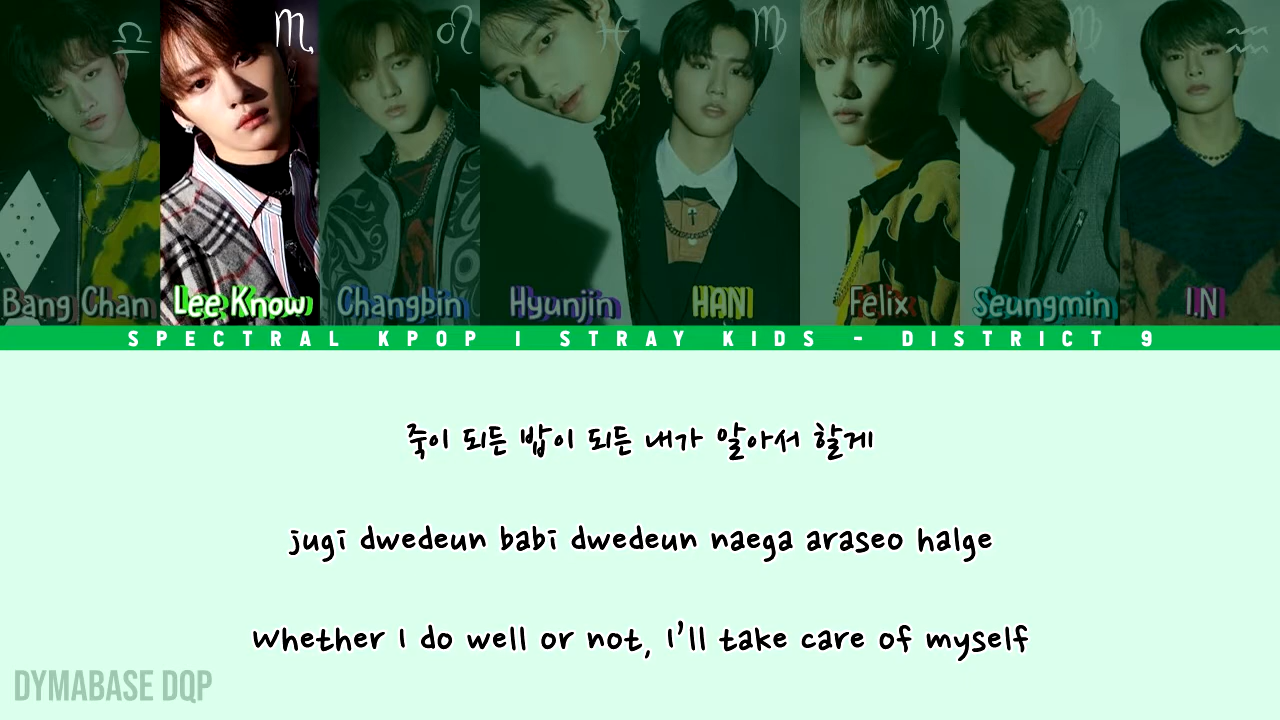 ♎ ♏ ♌ ♓ ♍ ♍ ♍ ♒
Bang Chan Lee Know Changbin Hyunjin HAN Felix Seungmin I.N
SPECTRAL KPOP | STRAY KIDS - DISTRICT 9
죽이 되든 밥이 되든 내가 알아서 할게
jugi dwedeun babi dwedeun naega araseo halge
Whether I do well or not, I'll take care of myself
DYMABASE DQP